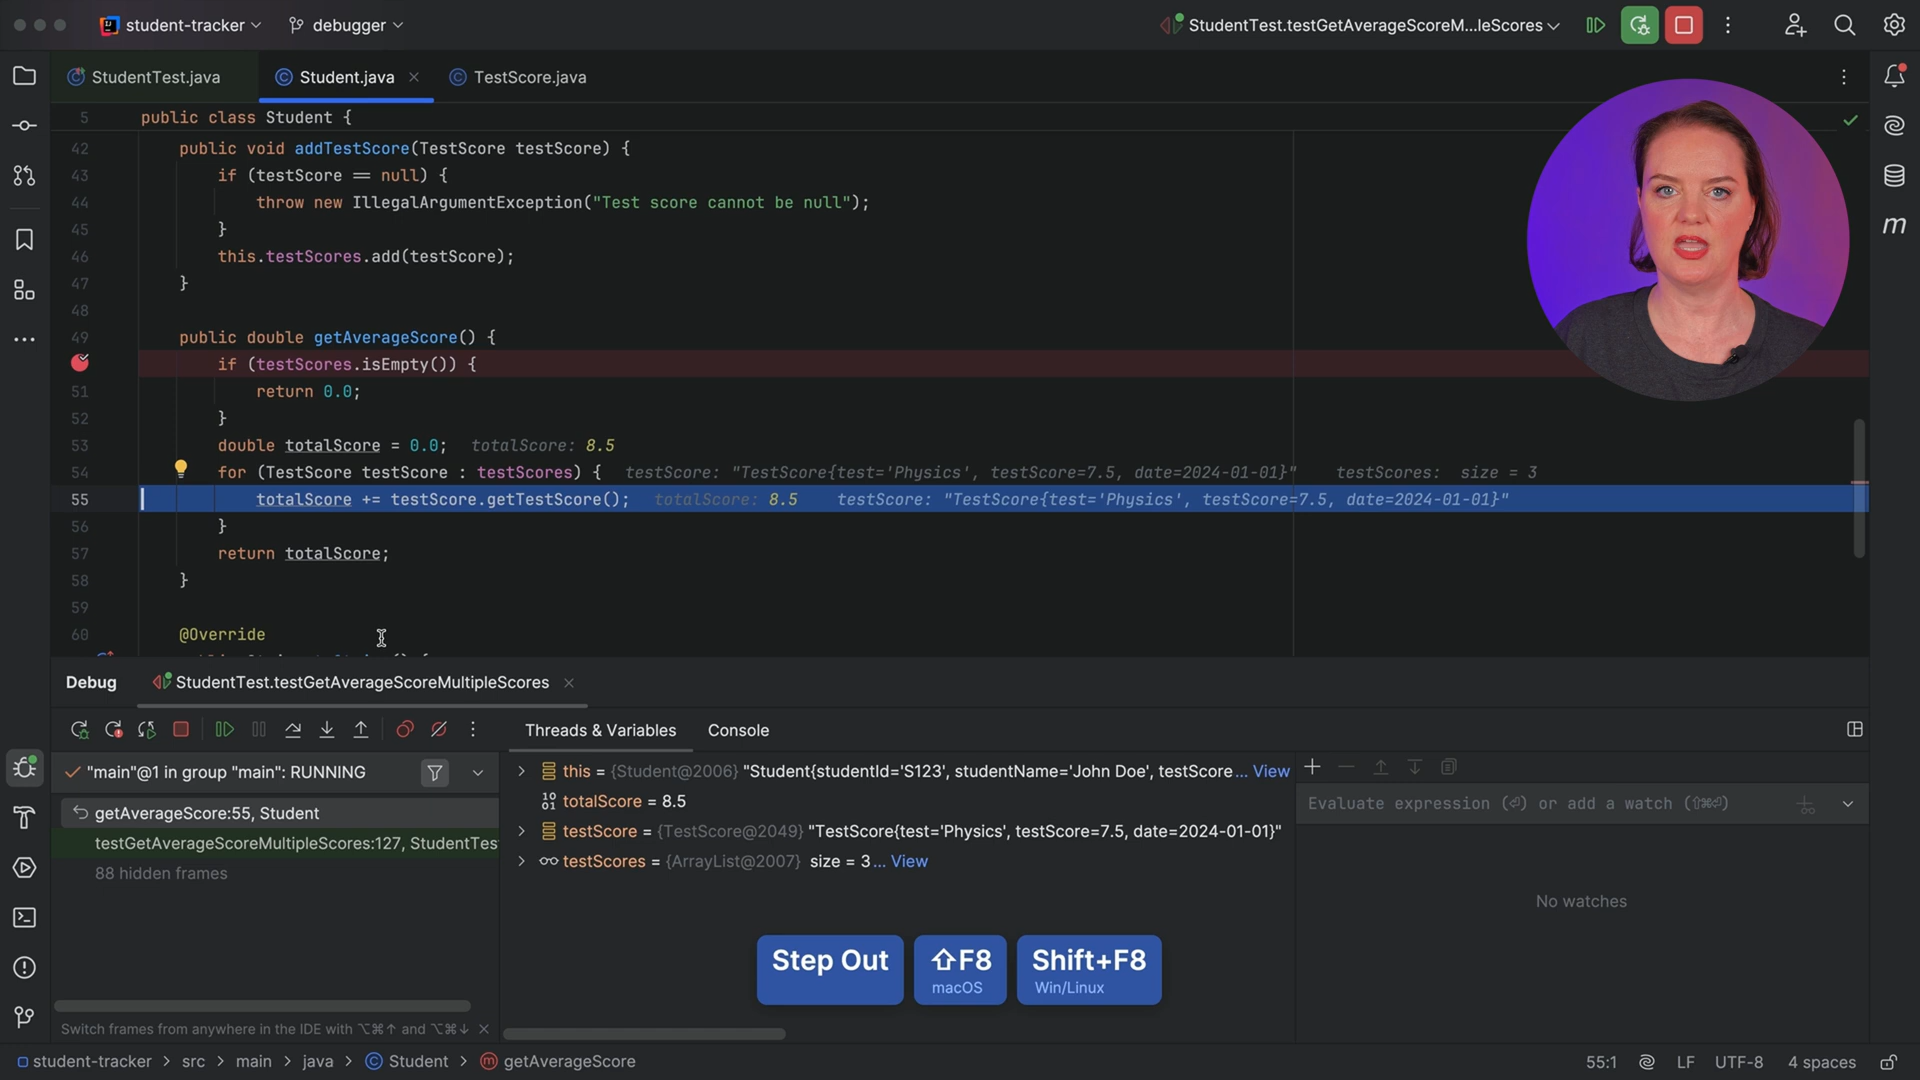 student-tracker
debugger
StudentTest.testGetAverageScoreM...leScores
StudentTest.java
Student.java
TestScore.java
5 public class Student {
42 public void addTestScore(TestScore testScore) {
43 if (testScore == null) {
44 throw new IllegalArgumentException("Test score cannot be null");
45 }
46 this.testScores.add(testScore);
47 }
48
49 public double getAverageScore() {
if (testScores.isEmpty()) {
51 return 0.0;
52 }
53 double totalScore = 0.0; totalScore: 8.5
54 for (TestScore testScore : testScores) { testScore: "TestScore{test='Physics', testScore=7.5, date=2024-01-01}" testScores: size = 3
55 totalScore += testScore.getTestScore(); totalScore: 8.5 testScore: "TestScore{test='Physics', testScore=7.5, date=2024-01-01}"
56 }
57 return totalScore;
58 }
59
60 @Override
Debug
StudentTest.testGetAverageScoreMultipleScores
Threads & Variables
Console
"main"@1 in group "main": RUNNING
getAverageScore:55, Student
testGetAverageScoreMultipleScores:127, StudentTes
88 hidden frames
this = {Student@2006} "Student{studentId='S123', studentName='John Doe', testScore... View
totalScore = 8.5
testScore = {TestScore@2049} "TestScore{test='Physics', testScore=7.5, date=2024-01-01}"
testScores = {ArrayList@2007} size = 3... View
Evaluate expression (⏎) or add a watch (⇧⌘⏎)
No watches
Step Out
⇧F8
macOS
Shift+F8
Win/Linux
Switch frames from anywhere in the IDE with ⌥⌘↑ and ⌥⌘↓
student-tracker > src > main > java > Student > getAverageScore
55:1
LF
UTF-8
4 spaces